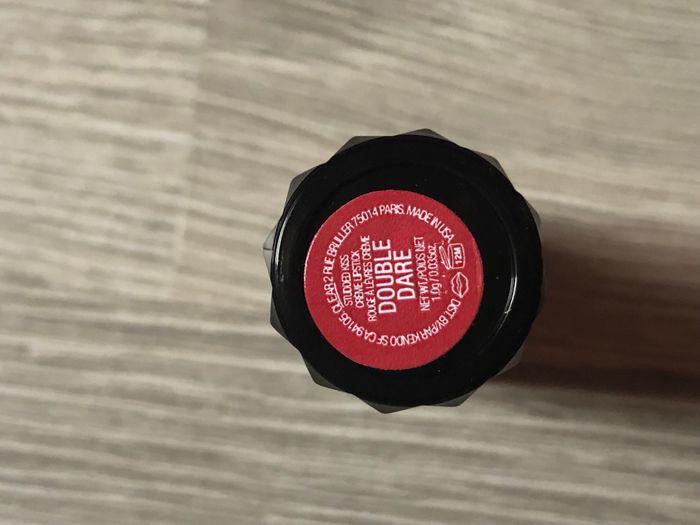 STUDDED KISS
CRÈME LIPSTICK
ROUGE À LÈVRES CRÈME
DOUBLE
DARE
NET WT/POIDS NET
1.0g / 0.035oz.
12M
DIST. BY/PAR KENDO SF CA 94105. CLEAR 2 RUE BRULLER 75014 PARIS. MADE IN USA